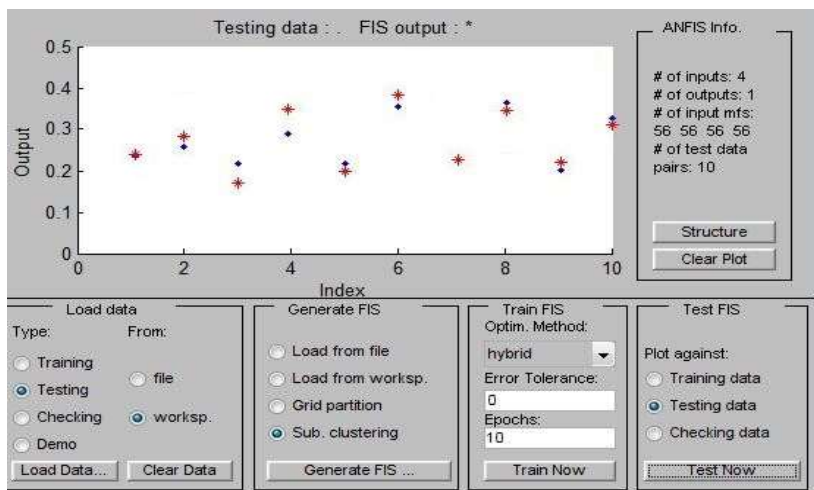 Testing data : .   FIS output : *
0.5
0.4
0.3
0.2
0.1
0
Output
0 2 4 6 8 10
Index
ANFIS Info.
# of inputs: 4
# of outputs: 1
# of input mfs:
56 56 56 56
# of test data
pairs: 10
Structure
Clear Plot
Load data
Type: From:
Training
file
Testing
Checking
worksp.
Demo
Load Data... Clear Data
Generate FIS
Load from file
Load from worksp.
Grid partition
Sub. clustering
Generate FIS ...
Train FIS
Optim. Method:
hybrid
Error Tolerance:
0
Epochs:
10
Train Now
Test FIS
Plot against:
Training data
Testing data
Checking data
Test Now